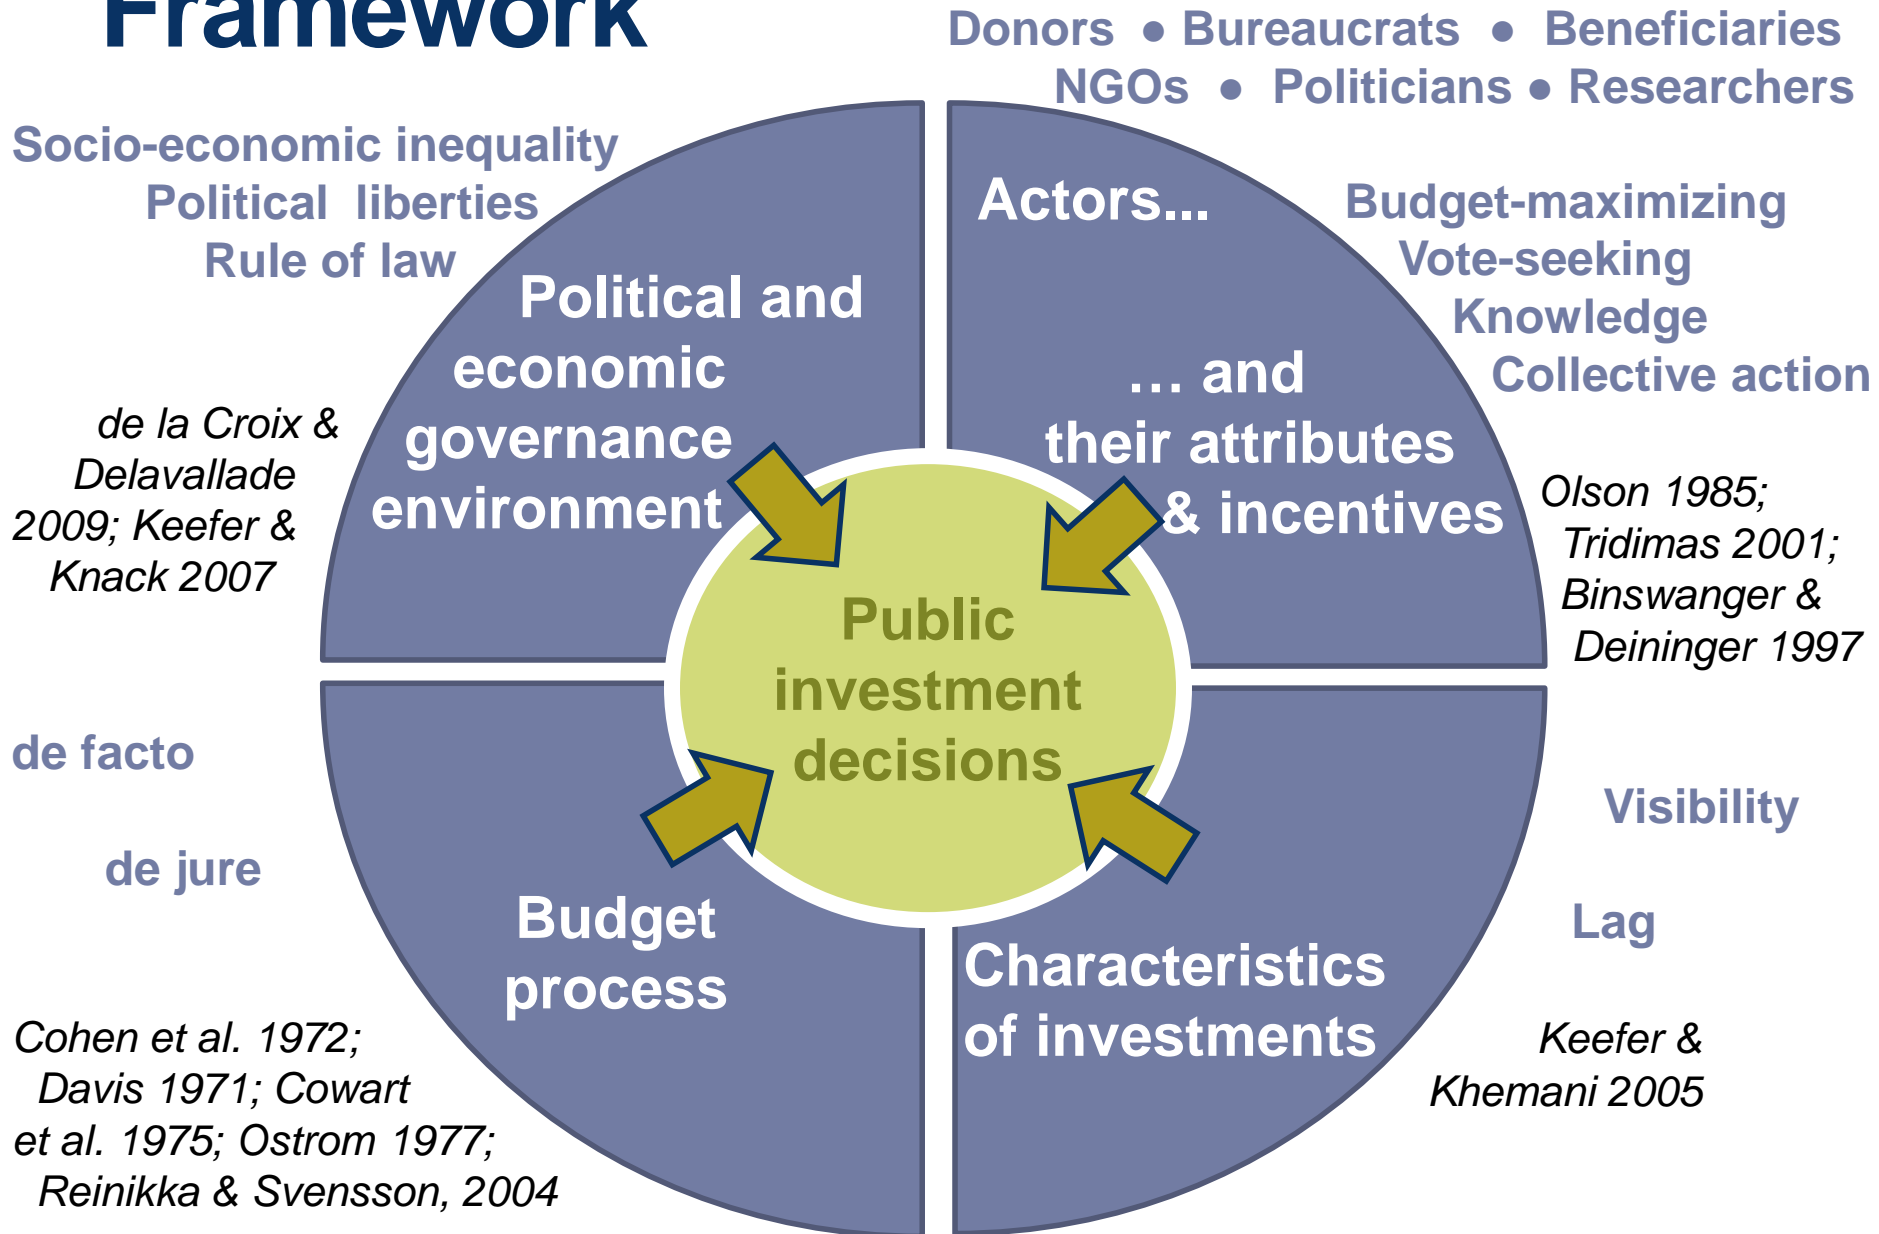 Framework
Donors ● Bureaucrats ● Beneficiaries
NGOs ● Politicians ● Researchers
Socio-economic inequality
Political liberties
Rule of law
Political and
economic
governance
environment
de la Croix &
Delavallade
2009; Keefer &
Knack 2007
Actors...
… and
their attributes
& incentives
Budget-maximizing
Vote-seeking
Knowledge
Collective action
Olson 1985;
Tridimas 2001;
Binswanger &
Deininger 1997
Public
investment
decisions
de facto
de jure
Budget
process
Cohen et al. 1972;
Davis 1971; Cowart
et al. 1975; Ostrom 1977;
Reinikka & Svensson, 2004
Characteristics
of investments
Visibility
Lag
Keefer &
Khemani 2005